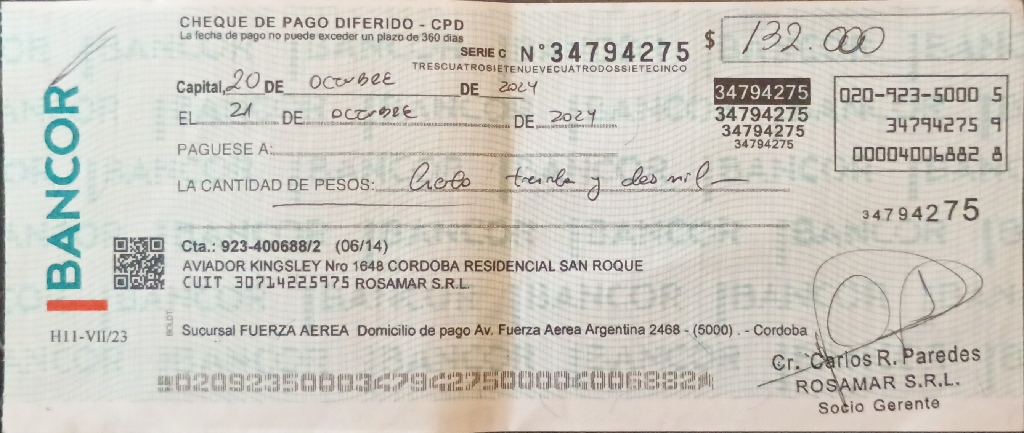 CHEQUE DE PAGO DIFERIDO - CPD
La fecha de pago no puede exceder un plazo de 360 dias
SERIE C N°34794275
TRESCUATROSIETENUEVECUATRODOSSIETECINCO
$ 132.000
Capital, 20 DE OCTUBRE DE 2024
EL 21 DE OCTUBRE DE 2024
PAGUESE A:
LA CANTIDAD DE PESOS: Ciento treinta y dos mil
34794275
34794275
34794275
34794275
020-923-5000 5
34794275 9
00004006882 8
34794275
BANCOR
Cta.: 923-400688/2 (06/14)
AVIADOR KINGSLEY Nro 1648 CORDOBA RESIDENCIAL SAN ROQUE
CUIT 30714225975 ROSAMAR S.R.L.
H11-VII/23
BOLDT
Sucursal FUERZA AEREA Domicilio de pago Av. Fuerza Aerea Argentina 2468 - (5000) . - Cordoba
Cr. Carlos R. Paredes
ROSAMAR S.R.L.
Socio Gerente
02092350003479427500004006882